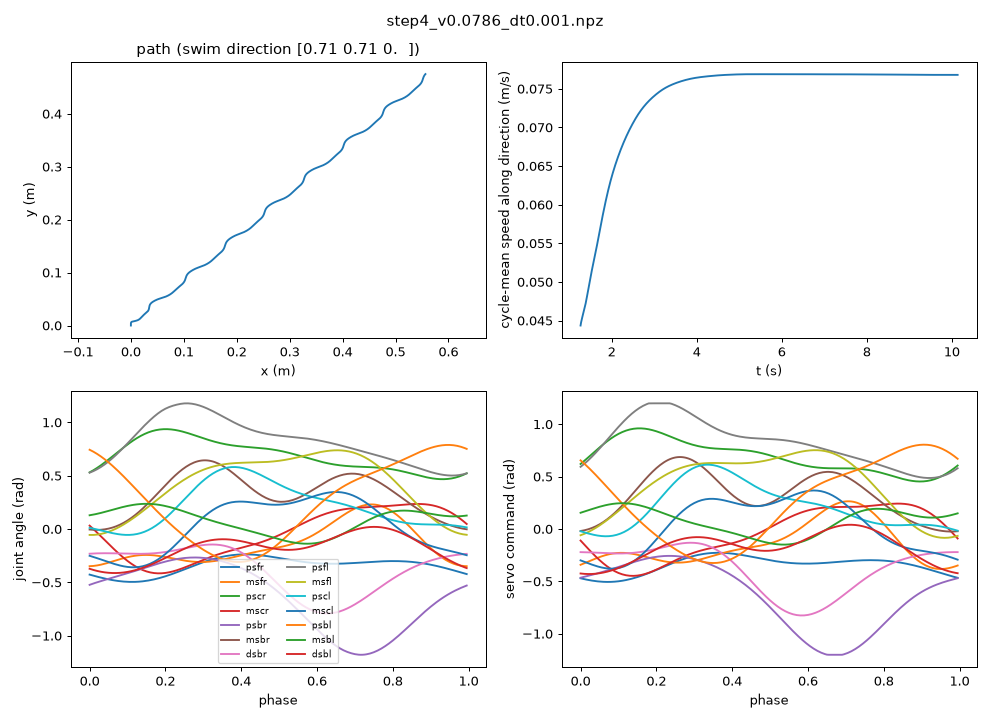 step4_v0.0786_dt0.001.npz
path (swim direction [0.71 0.71 0.  ])
y (m)
0.4
0.3
0.2
0.1
0.0
−0.1 0.0 0.1 0.2 0.3 0.4 0.5 0.6
x (m)
cycle-mean speed along direction (m/s)
0.075
0.070
0.065
0.060
0.055
0.050
0.045
2 4 6 8 10
t (s)
joint angle (rad)
1.0
0.5
0.0
−0.5
−1.0
psfr psfl
msfr msfl
pscr pscl
mscr mscl
psbr psbl
msbr msbl
dsbr dsbl
0.0 0.2 0.4 0.6 0.8 1.0
phase
servo command (rad)
1.0
0.5
0.0
−0.5
−1.0
0.0 0.2 0.4 0.6 0.8 1.0
phase